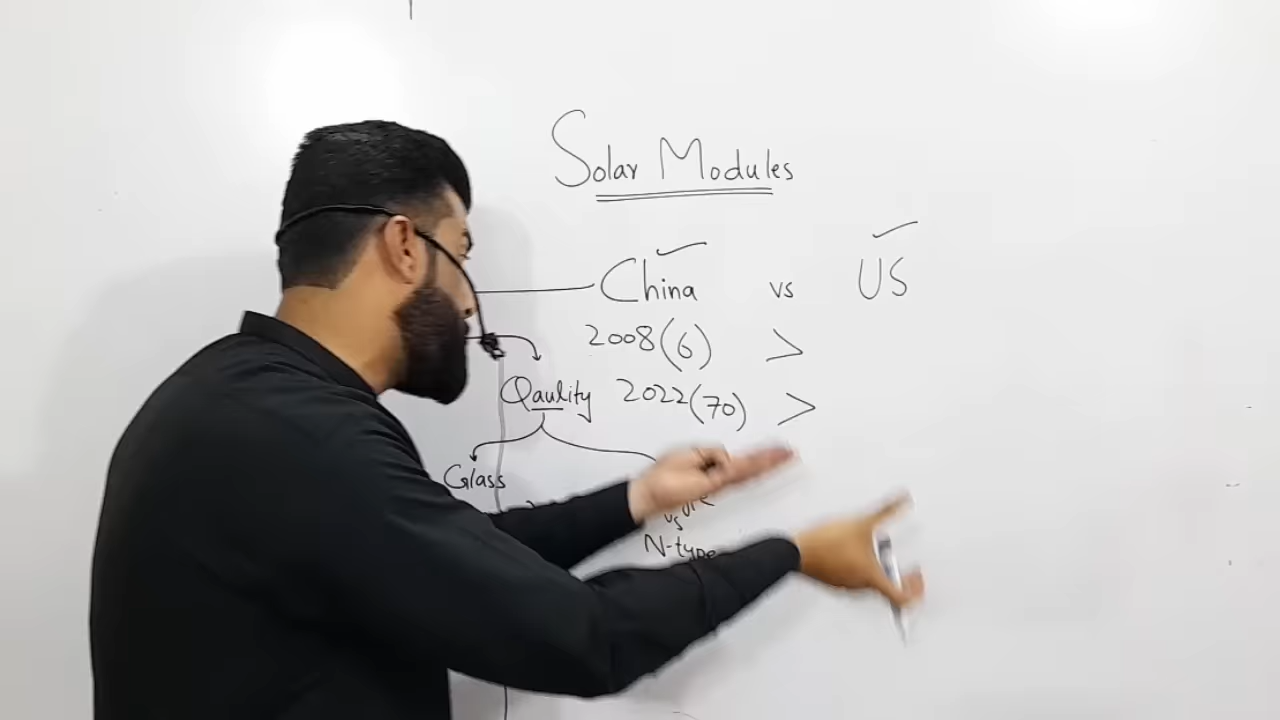 Solar Modules
China vs US
2008(6) >
Qaulity 2022(70) >
Glass
vs
N-type